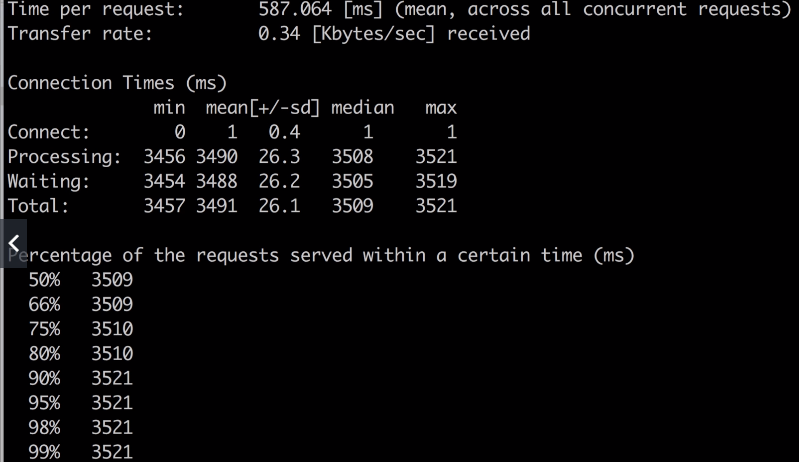 Time per request:       587.064 [ms] (mean, across all concurrent requests)
Transfer rate:          0.34 [Kbytes/sec] received
Connection Times (ms)
              min  mean[+/-sd] median   max
Connect:        0    1   0.4      1       1
Processing:  3456 3490  26.3   3508    3521
Waiting:     3454 3488  26.2   3505    3519
Total:       3457 3491  26.1   3509    3521
Percentage of the requests served within a certain time (ms)
  50%   3509
  66%   3509
  75%   3510
  80%   3510
  90%   3521
  95%   3521
  98%   3521
  99%   3521